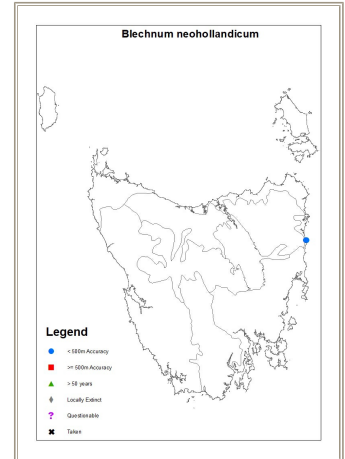 Blechnum neohollandicum
Legend
< 500m Accuracy
>= 500m Accuracy
> 50 years
Locally Extinct
Questionable
Taken